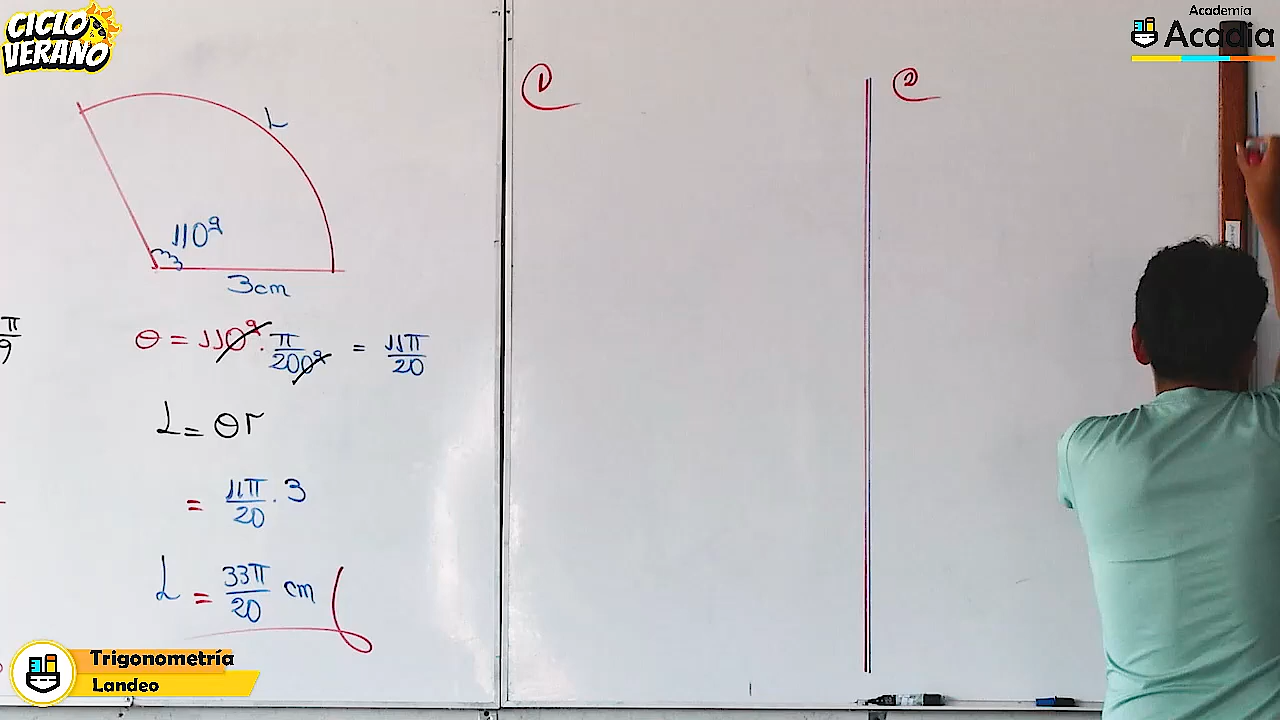 CICLO
VERANO
Academia
Acadia
L
110ᵍ
3cm
π/9
θ = 110ᵍ · π/200ᵍ = 11π/20
L = θr
= 11π/20 · 3
L = 33π/20 cm
1
2
Trigonometría
Landeo